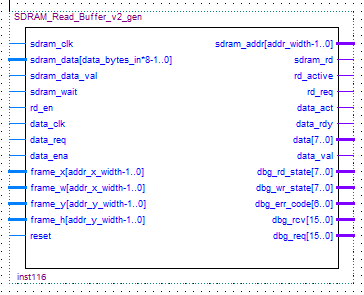 SDRAM_Read_Buffer_v2_gen
sdram_clk sdram_addr[addr_width-1..0]
sdram_data[data_bytes_in*8-1..0] sdram_rd
sdram_data_val rd_active
sdram_wait rd_req
rd_en data_act
data_clk data_rdy
data_req data[7..0]
data_ena data_val
frame_x[addr_x_width-1..0] dbg_rd_state[7..0]
frame_w[addr_x_width-1..0] dbg_wr_state[7..0]
frame_y[addr_y_width-1..0] dbg_err_code[6..0]
frame_h[addr_y_width-1..0] dbg_rcv[15..0]
reset dbg_req[15..0]
inst116